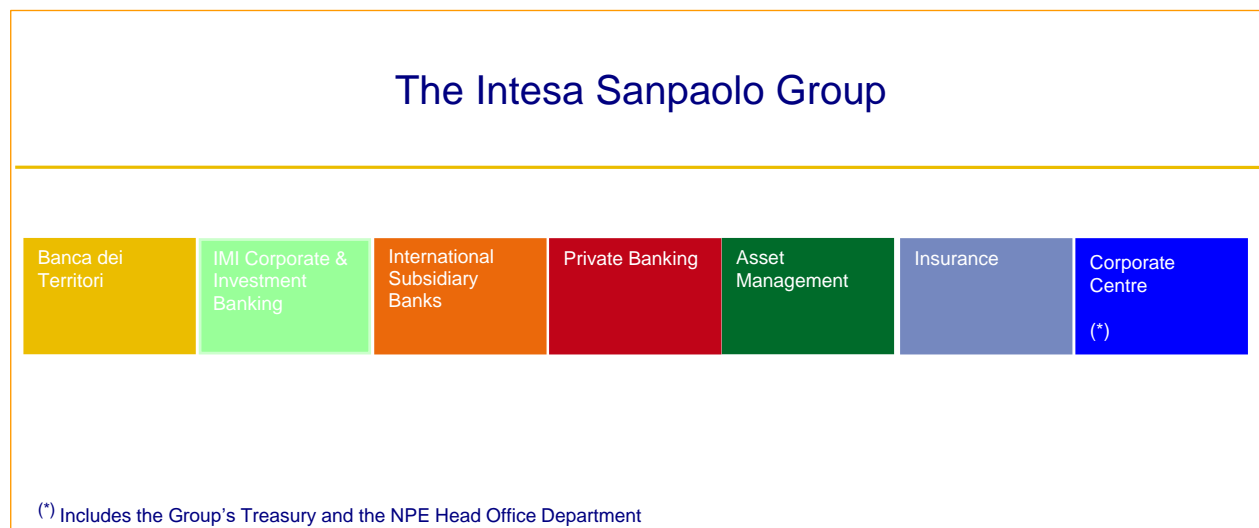 The Intesa Sanpaolo Group
Banca dei
Territori
IMI Corporate &
Investment
Banking
International
Subsidiary
Banks
Private Banking
Asset
Management
Insurance
Corporate
Centre
(*)
(*) Includes the Group's Treasury and the NPE Head Office Department